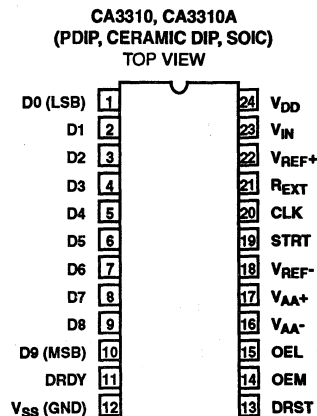 CA3310, CA3310A
(PDIP, CERAMIC DIP, SOIC)
TOP VIEW
D0 (LSB) 1 24 VDD
D1 2 23 VIN
D2 3 22 VREF+
D3 4 21 REXT
D4 5 20 CLK
D5 6 19 STRT
D6 7 18 VREF-
D7 8 17 VAA+
D8 9 16 VAA-
D9 (MSB) 10 15 OEL
DRDY 11 14 OEM
VSS (GND) 12 13 DRST